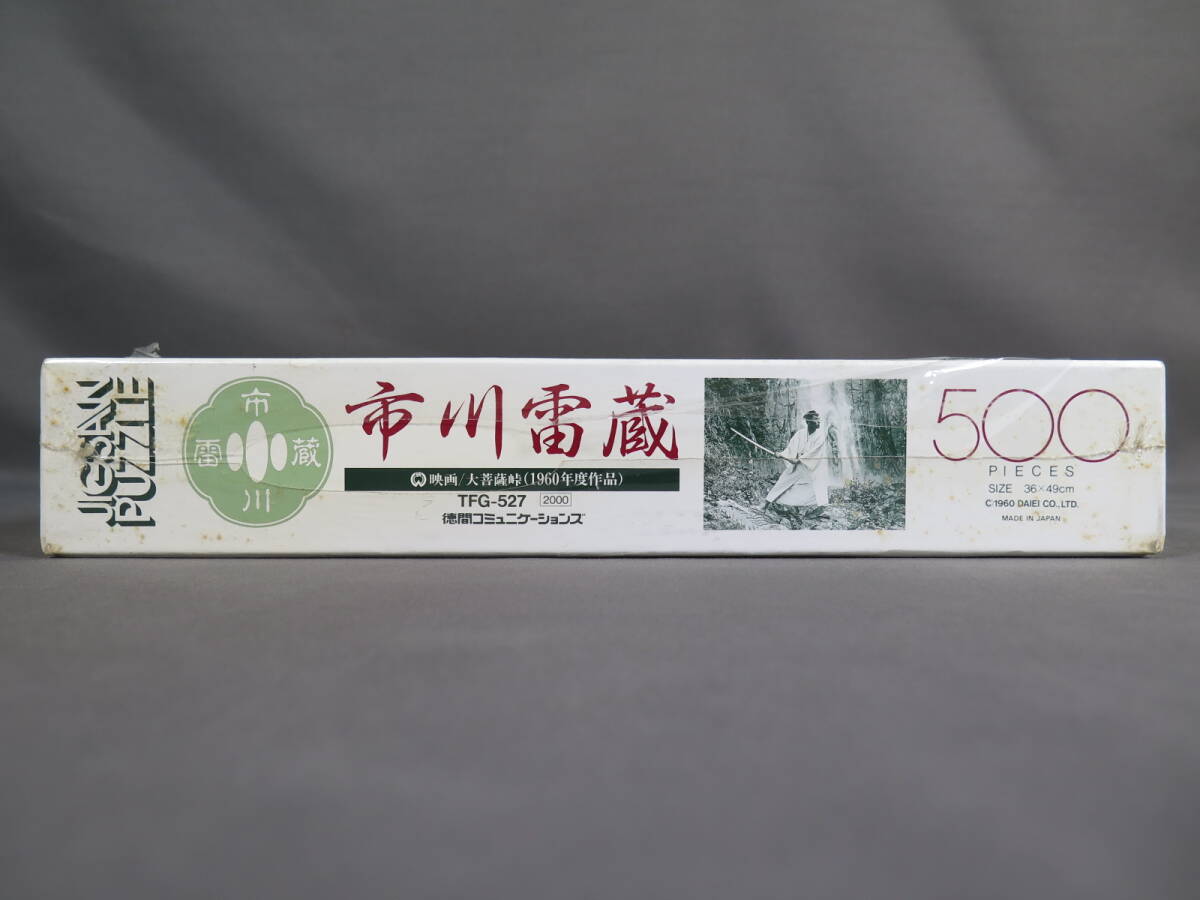 JIGSAW
PUZZLE
市
雷 蔵
川
市川雷蔵
映画/大菩薩峠(1960年度作品)
TFG-527 2000
徳間コミュニケーションズ
500
PIECES
SIZE 36×49cm
©1960 DAIEI CO., LTD.
MADE IN JAPAN